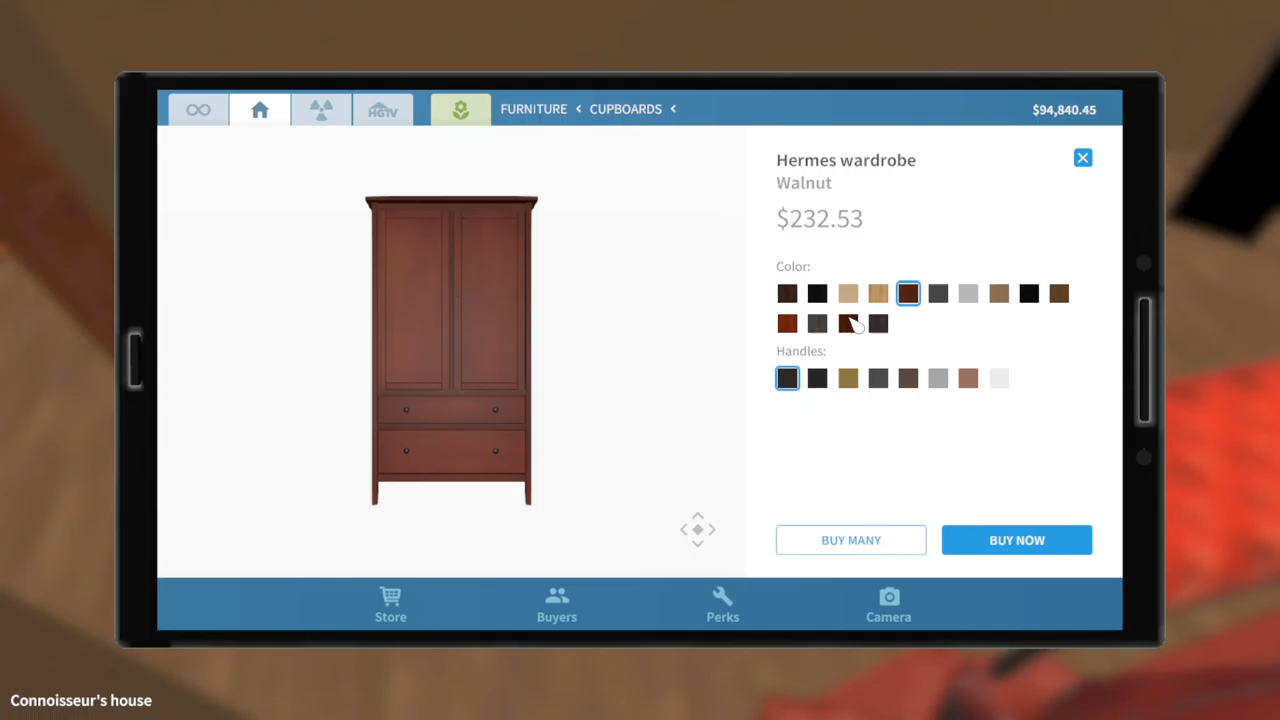 HGTV
FURNITURE < CUPBOARDS <
$94,840.45
Hermes wardrobe
Walnut
$232.53
Color:
Handles:
BUY MANY
BUY NOW
Store
Buyers
Perks
Camera
Connoisseur's house